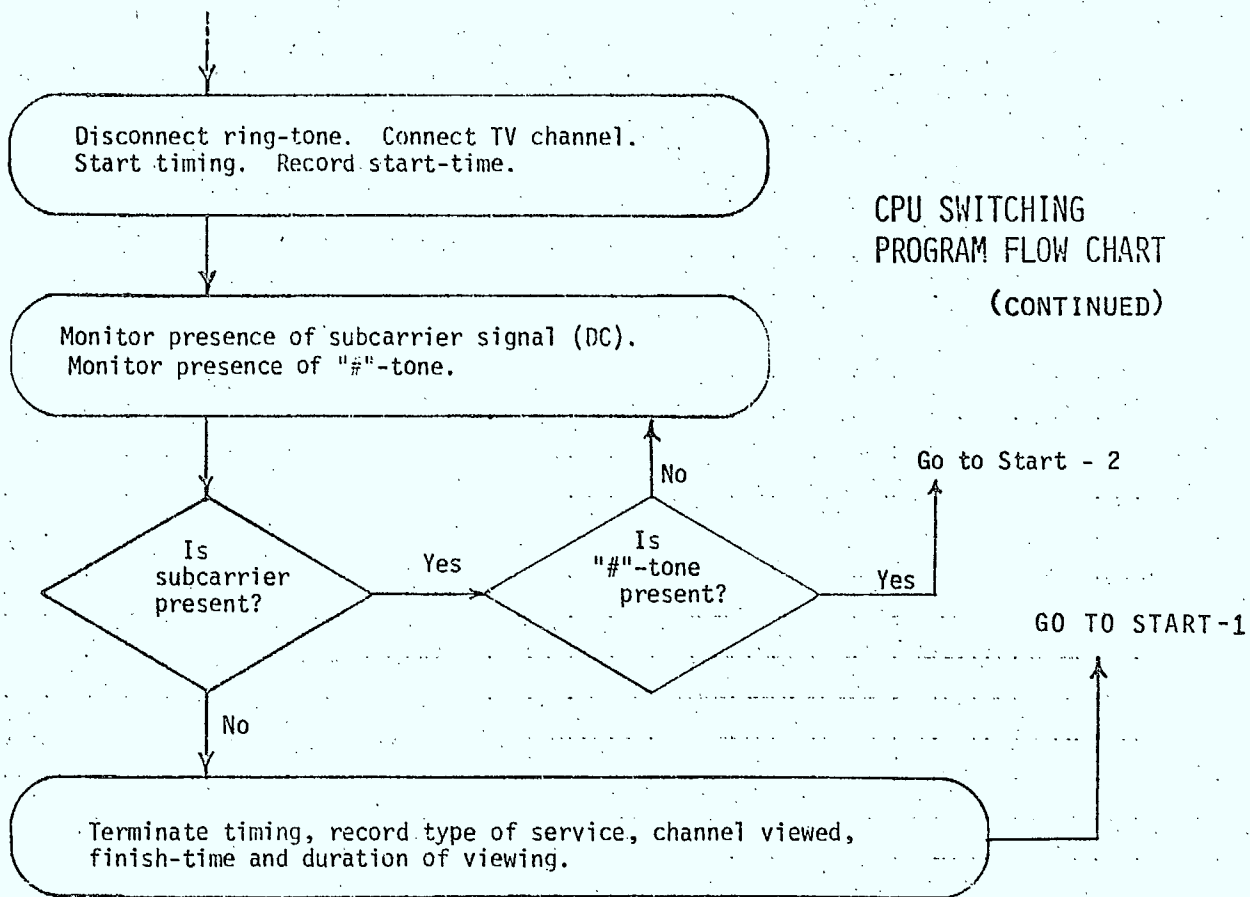 Disconnect ring-tone. Connect TV channel.
Start timing. Record start-time.
CPU SWITCHING
PROGRAM FLOW CHART
(CONTINUED)
Monitor presence of subcarrier signal (DC).
Monitor presence of "#"-tone.
Go to Start - 2
No
Is
subcarrier
present?
Yes
Is
"#"-tone
present?
Yes
GO TO START-1
No
Terminate timing, record type of service, channel viewed,
finish-time and duration of viewing.